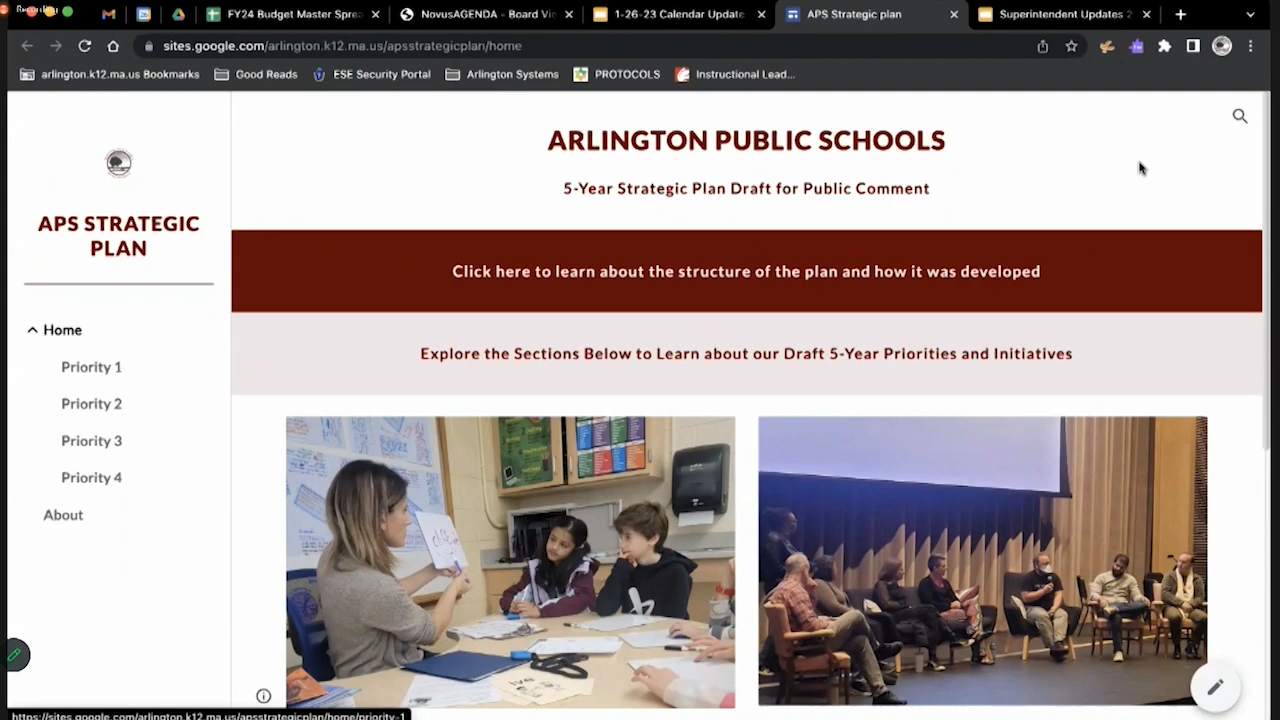 Recording
FY24 Budget Master Sprea
NovusAGENDA - Board Vi
1-26-23 Calendar Update
APS Strategic plan
Superintendent Updates 2
sites.google.com/arlington.k12.ma.us/apsstrategicplan/home
arlington.k12.ma.us Bookmarks
Good Reads
ESE Security Portal
Arlington Systems
PROTOCOLS
Instructional Lead...
ARLINGTON PUBLIC SCHOOLS
5-Year Strategic Plan Draft for Public Comment
APS STRATEGIC
PLAN
Click here to learn about the structure of the plan and how it was developed
Home
Explore the Sections Below to Learn about our Draft 5-Year Priorities and Initiatives
Priority 1
Priority 2
Priority 3
Priority 4
About
https://sites.google.com/arlington.k12.ma.us/apsstrategicplan/home/priority-1